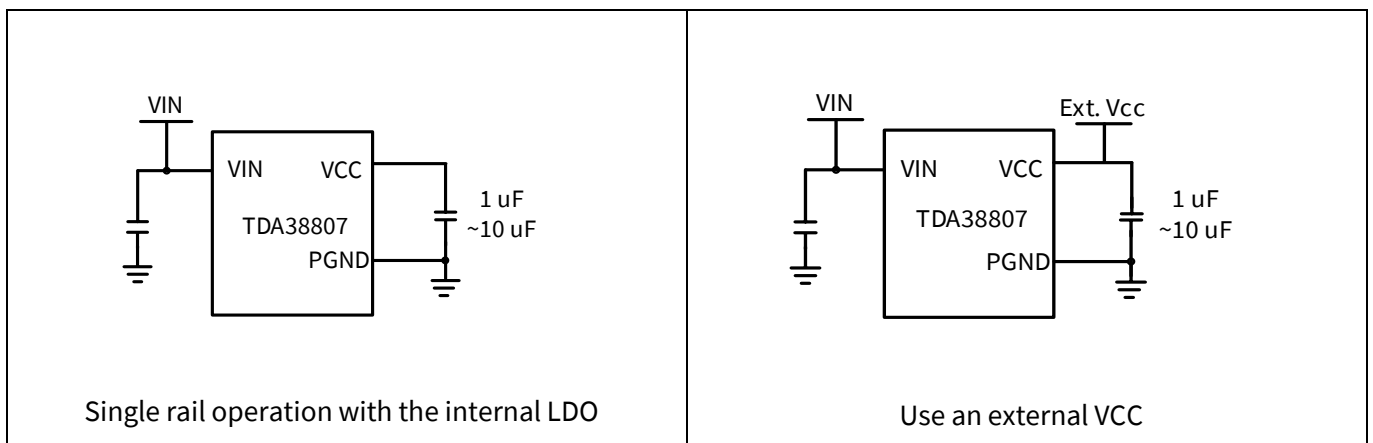 VIN
VIN
VCC
TDA38807
PGND
1 uF
~10 uF
Single rail operation with the internal LDO
VIN
Ext. Vcc
VIN
VCC
TDA38807
PGND
1 uF
~10 uF
Use an external VCC